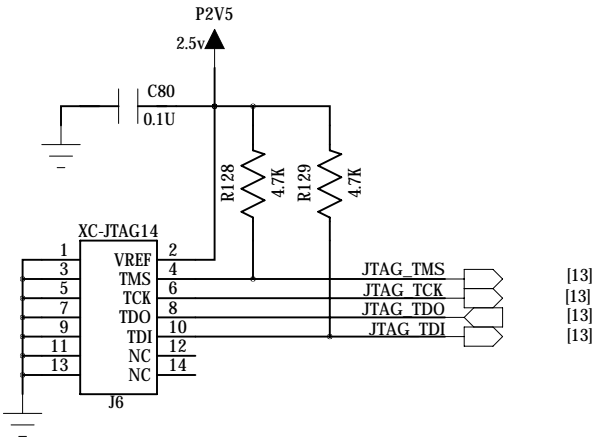 P2V5
2.5v
C80
0.1U
R128
4.7K
R129
4.7K
XC-JTAG14
1 VREF 2
3 TMS 4 JTAG_TMS [13]
5 TCK 6 JTAG_TCK [13]
7 TDO 8 JTAG_TDO [13]
9 TDI 10 JTAG_TDI [13]
11 NC 12
13 NC 14
J6